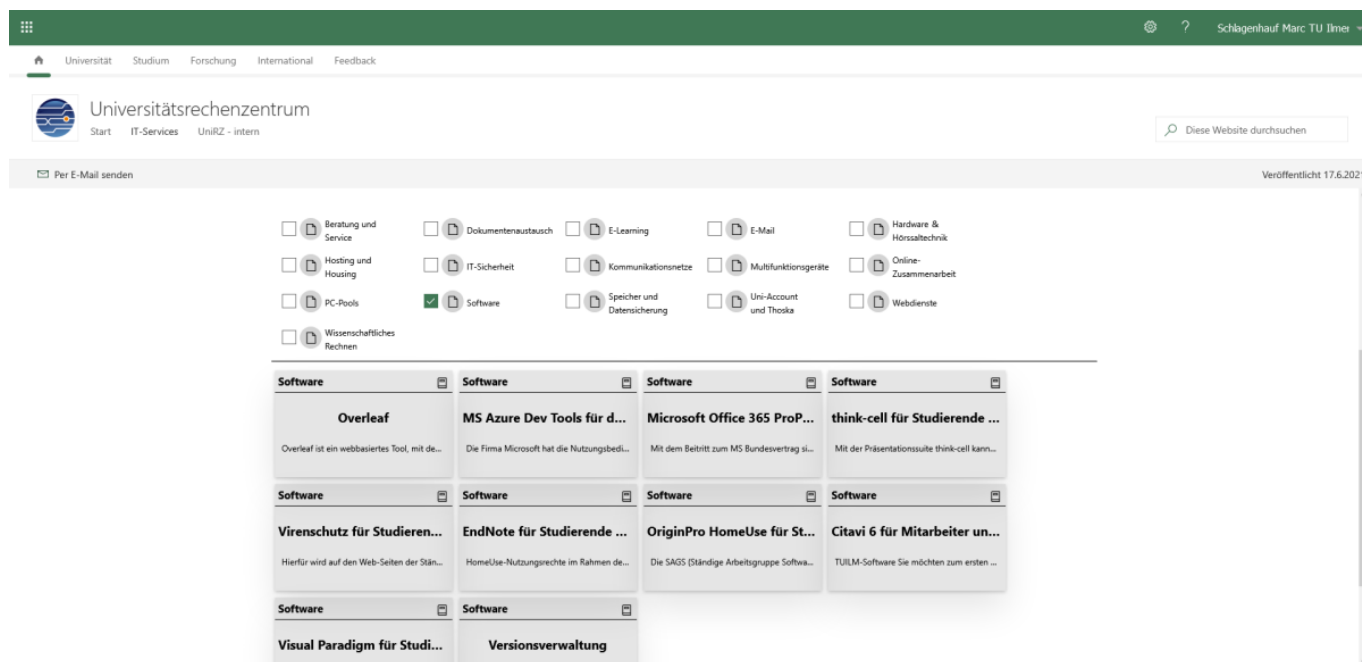 Schlagenhauf Marc TU Ilmer
Universität Studium Forschung International Feedback
Universitätsrechenzentrum
Start IT-Services UniRZ - intern
Diese Website durchsuchen
Per E-Mail senden
Veröffentlicht 17.6.2021
Beratung und
Service
Dokumentenaustausch
E-Learning
E-Mail
Hardware &
Hörssaltechnik
Hosting und
Housing
IT-Sicherheit
Kommunikationsnetze
Multifunktionsgeräte
Online-
Zusammenarbeit
PC-Pools
Software
Speicher und
Datensicherung
Uni-Account
und Thoska
Webdienste
Wissenschaftliches
Rechnen
Software
Overleaf
Overleaf ist ein webbasiertes Tool, mit de...
Software
MS Azure Dev Tools für d...
Die Firma Microsoft hat die Nutzungsbedi...
Software
Microsoft Office 365 ProP...
Mit dem Beitritt zum MS Bundesvertrag si...
Software
think-cell für Studierende ...
Mit der Präsentationssuite think-cell kann...
Software
Virenschutz für Studieren...
Hierfür wird auf den Web-Seiten der Stän...
Software
EndNote für Studierende ...
HomeUse-Nutzungsrechte im Rahmen de...
Software
OriginPro HomeUse für St...
Die SAGS (Ständige Arbeitsgruppe Softwa...
Software
Citavi 6 für Mitarbeiter un...
TUILM-Software Sie möchten zum ersten ...
Software
Visual Paradigm für Studi...
Software
Versionsverwaltung